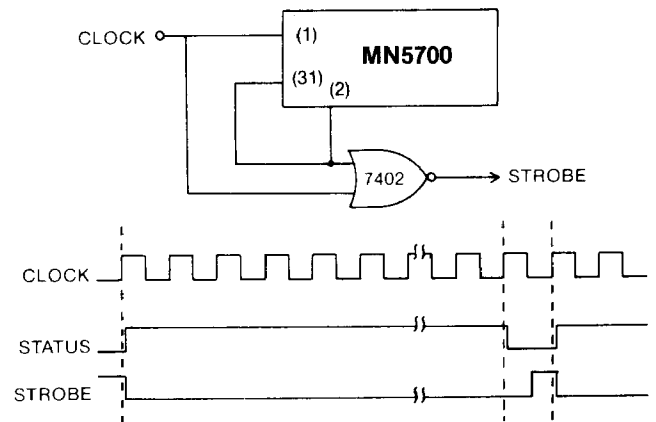 CLOCK
(1)
MN5700
(31)
(2)
7402
STROBE
CLOCK
STATUS
STROBE